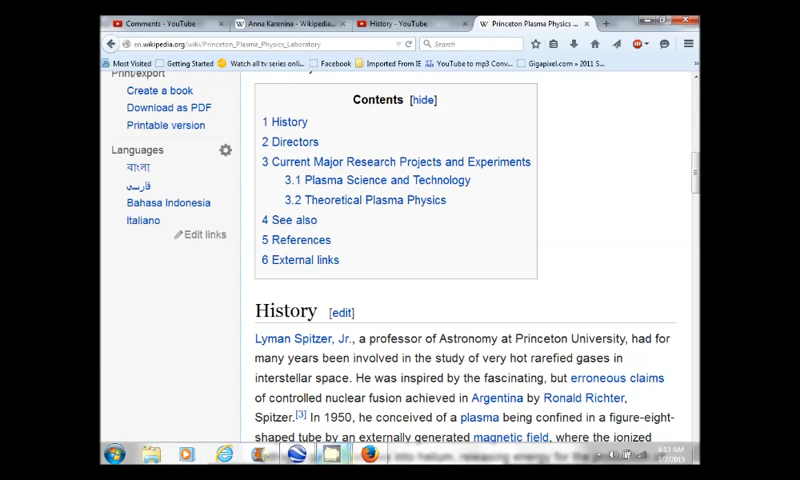 Comments - YouTube
Anna Karenina - Wikipedia...
History - YouTube
Princeton Plasma Physics ...
en.wikipedia.org/wiki/Princeton_Plasma_Physics_Laboratory
Search
Most Visited
Getting Started
Watch all tv series onli...
Facebook
Imported From IE
YouTube to mp3 Conv...
Gigapixel.com » 2011 S...
Print/export
Create a book
Download as PDF
Printable version
Languages
বাংলা
فارسی
Bahasa Indonesia
Italiano
Edit links
Contents [hide]
1 History
2 Directors
3 Current Major Research Projects and Experiments
3.1 Plasma Science and Technology
3.2 Theoretical Plasma Physics
4 See also
5 References
6 External links
History [edit]
Lyman Spitzer, Jr., a professor of Astronomy at Princeton University, had for
many years been involved in the study of very hot rarefied gases in
interstellar space. He was inspired by the fascinating, but erroneous claims
of controlled nuclear fusion achieved in Argentina by Ronald Richter,
Spitzer.[3] In 1950, he conceived of a plasma being confined in a figure-eight-
shaped tube by an externally generated magnetic field, where the ionized
into helium, releasing energy for the